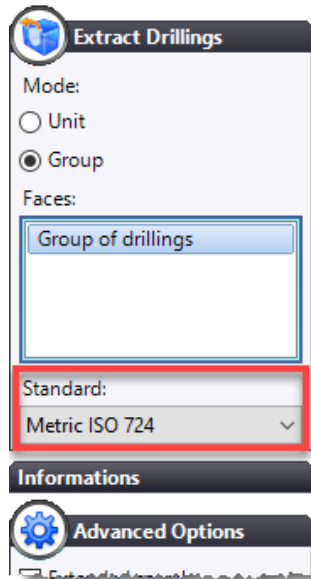 Extract Drillings
Mode:
Unit
Group
Faces:
Group of drillings
Standard:
Metric ISO 724
Informations
Advanced Options